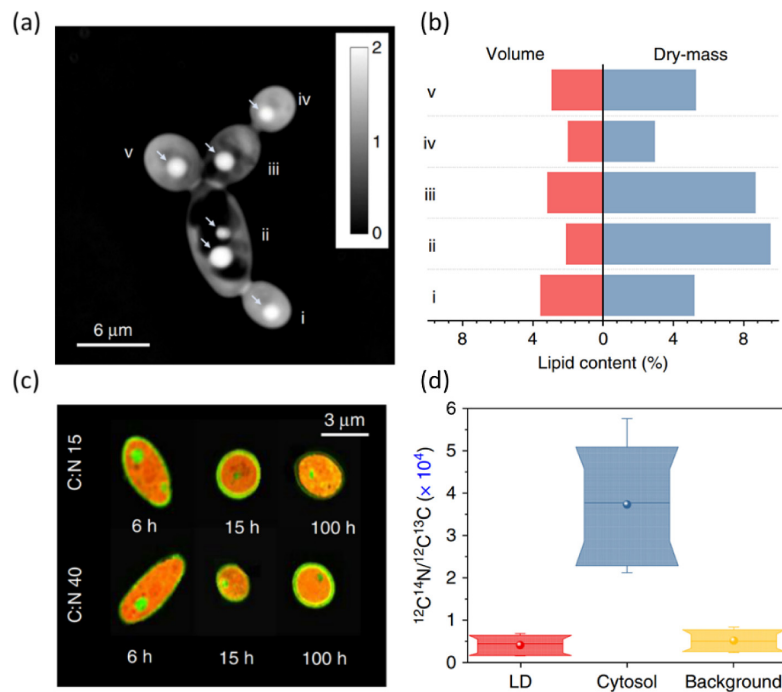 (a)
2
1
0
iv
v
iii
ii
i
6 μm
(b)
Volume
Dry-mass
v
iv
iii
ii
i
8 4 0 4 8
Lipid content (%)
(c)
3 μm
C:N 15
6 h 15 h 100 h
C:N 40
6 h 15 h 100 h
(d)
¹²C¹⁴N/¹²C¹³C (× 10⁴)
6
5
3
4
2
1
0
LD Cytosol Background